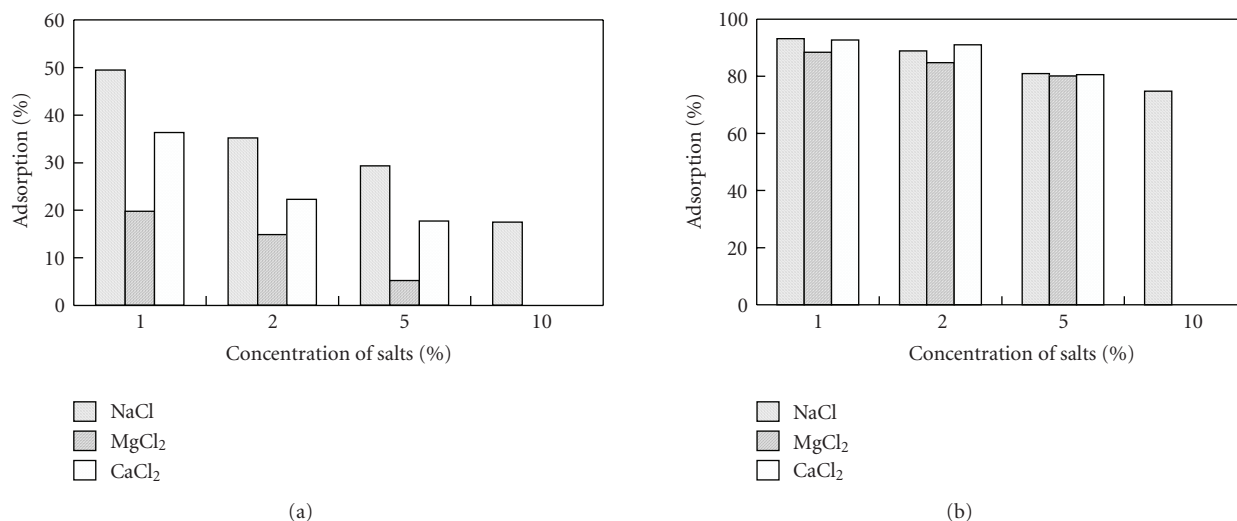 60
50
40
30
20
10
0
Adsorption (%)
1 2 5 10
Concentration of salts (%)
NaCl
MgCl₂
CaCl₂
(a)
100
80
60
40
20
0
Adsorption (%)
1 2 5 10
Concentration of salts (%)
NaCl
MgCl₂
CaCl₂
(b)